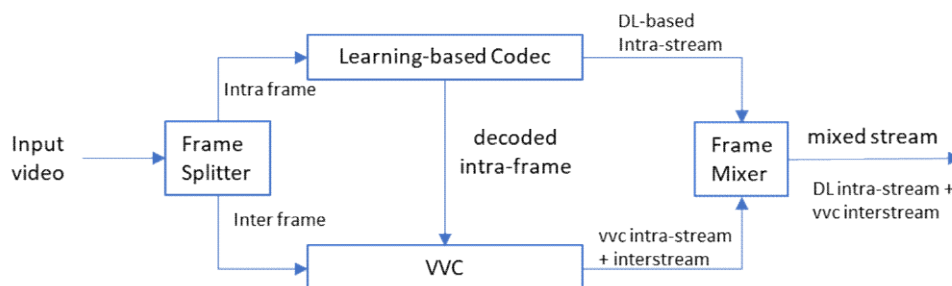 DL-based
Intra-stream
Learning-based Codec
Intra frame
Input
video
Frame
Splitter
decoded
intra-frame
Frame
Mixer
mixed stream
DL intra-stream +
vvc interstream
Inter frame
VVC
vvc intra-stream
+ interstream